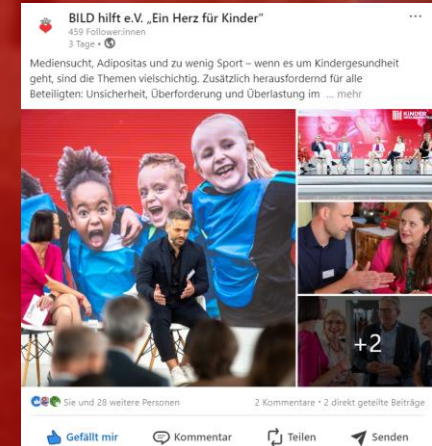 BILD hilft e.V. „Ein Herz für Kinder“
459 Follower:innen
3 Tage •
Mediensucht, Adipositas und zu wenig Sport – wenn es um Kindergesundheit
geht, sind die Themen vielschichtig. Zusätzlich herausfordernd für alle
Beteiligten: Unsicherheit, Überforderung und Überlastung im ... mehr
KINDER
+2
Sie und 28 weitere Personen
2 Kommentare • 2 direkt geteilte Beiträge
Gefällt mir
Kommentar
Teilen
Senden